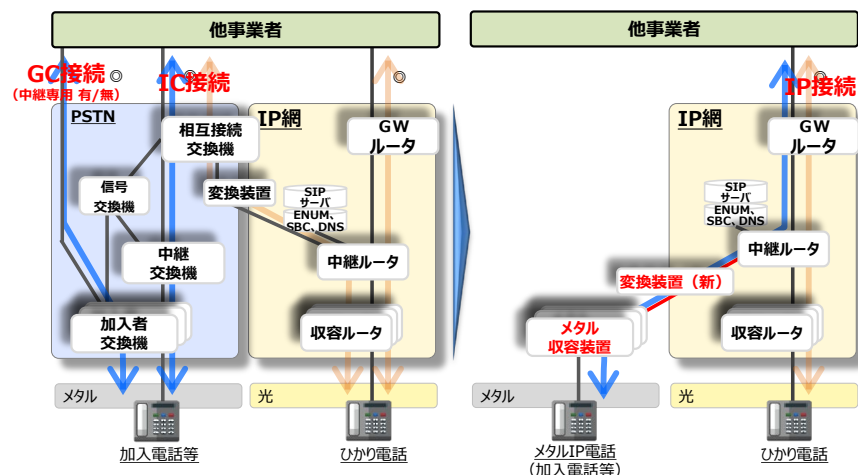 他事業者
GC接続
◎
(中継専用 有/無)
IC接続
◎
PSTN
相互接続
交換機
信号
交換機
中継
交換機
加入者
交換機
IP網
GW
ルータ
変換装置
SIP
サーバ
ENUM、
SBC、DNS
中継ルータ
収容ルータ
メタル
光
加入電話等
ひかり電話
他事業者
IP接続
IP網
GW
ルータ
SIP
サーバ
ENUM、
SBC、DNS
中継ルータ
変換装置（新）
メタル
収容装置
収容ルータ
メタル
光
メタルIP電話
(加入電話等)
ひかり電話